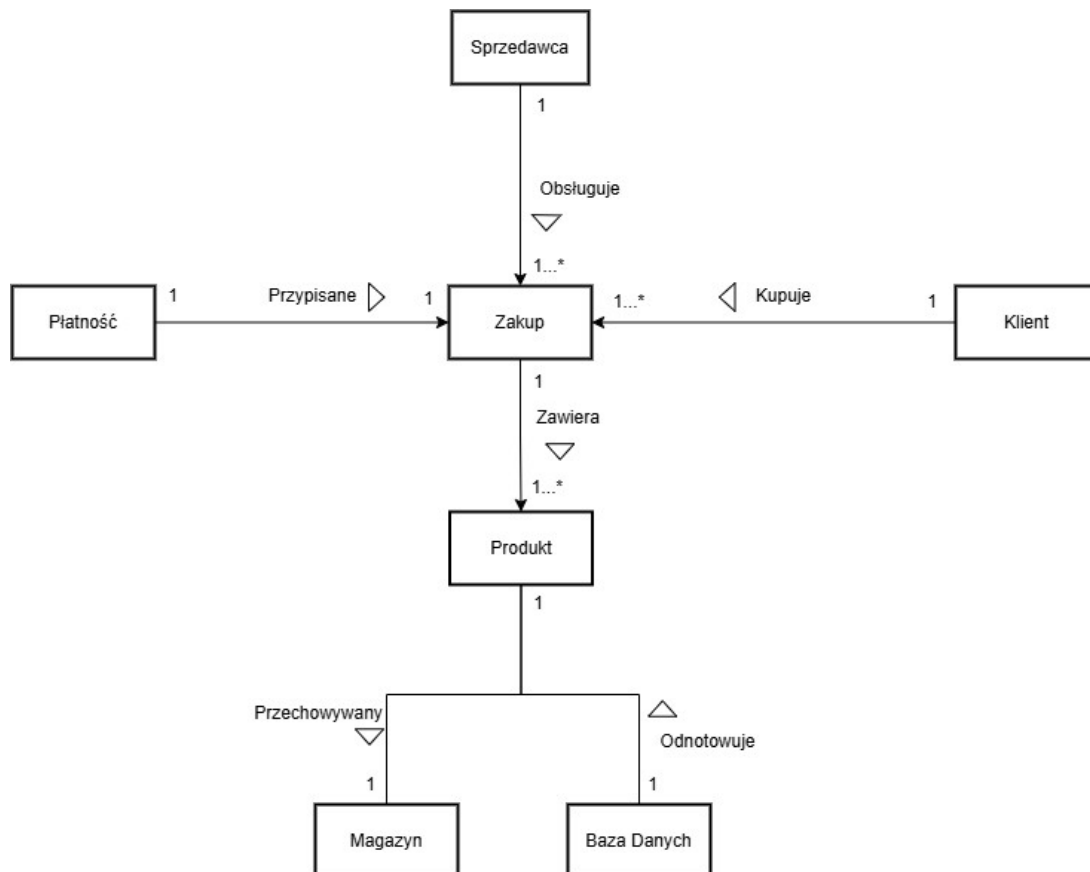 Sprzedawca
1
Obsługuje
1...*
Płatność
1
Przypisane
1
Zakup
1...*
Kupuje
1
Klient
1
Zawiera
1...*
Produkt
1
Przechowywany
Odnotowuje
1
1
Magazyn
Baza Danych